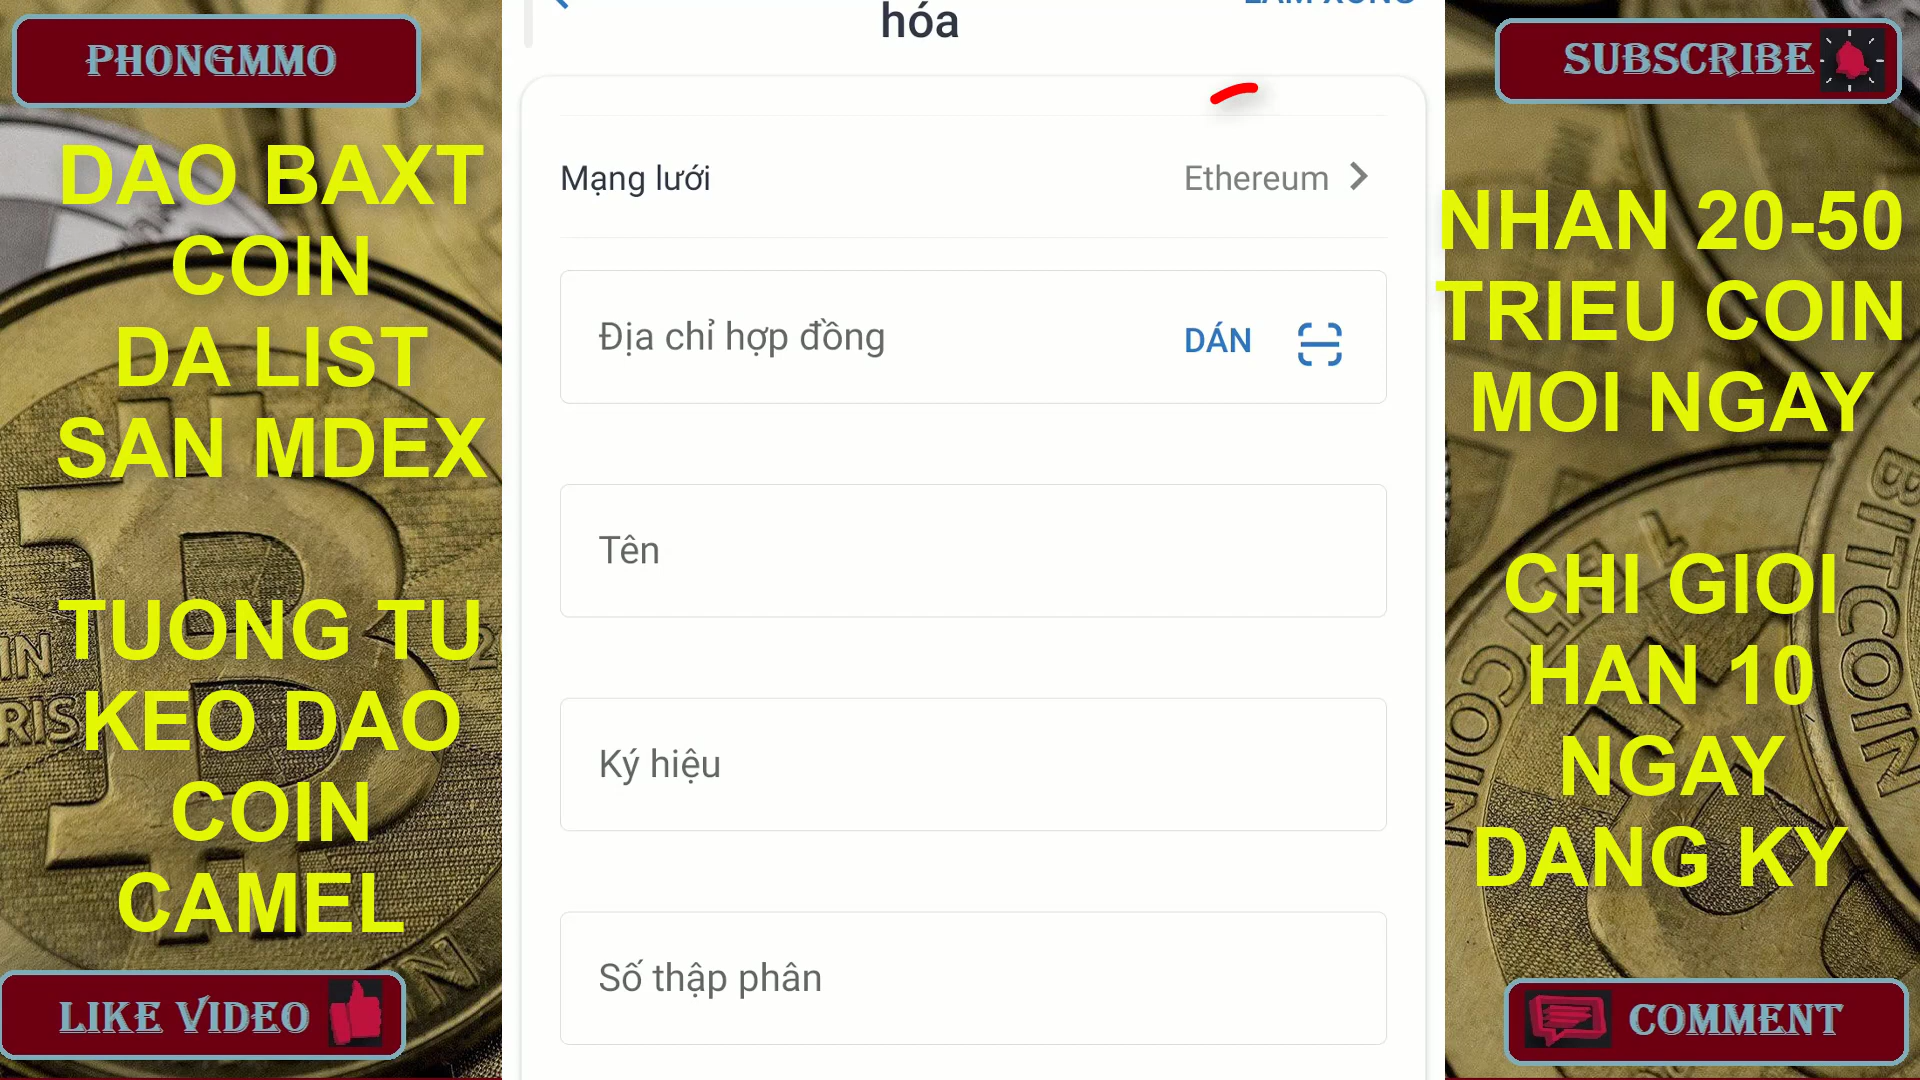 PHONGMMO
DAO BAXT
COIN
DA LIST
SAN MDEX
TUONG TU
KEO DAO
COIN
CAMEL
LIKE VIDEO
hóa
Mạng lưới
Ethereum
Địa chỉ hợp đồng
DÁN
Tên
Ký hiệu
Số thập phân
SUBSCRIBE
NHAN 20-50
TRIEU COIN
MOI NGAY
CHI GIOI
HAN 10
NGAY
DANG KY
COMMENT
BITCOIN